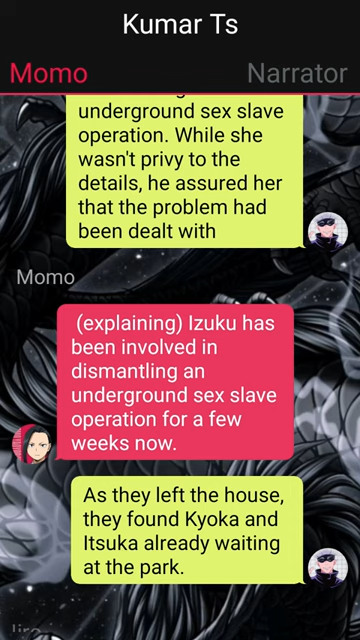 Kumar Ts
Momo
Narrator
underground sex slave
operation. While she
wasn't privy to the
details, he assured her
that the problem had
been dealt with
Momo
(explaining) Izuku has
been involved in
dismantling an
underground sex slave
operation for a few
weeks now.
As they left the house,
they found Kyoka and
Itsuka already waiting
at the park.